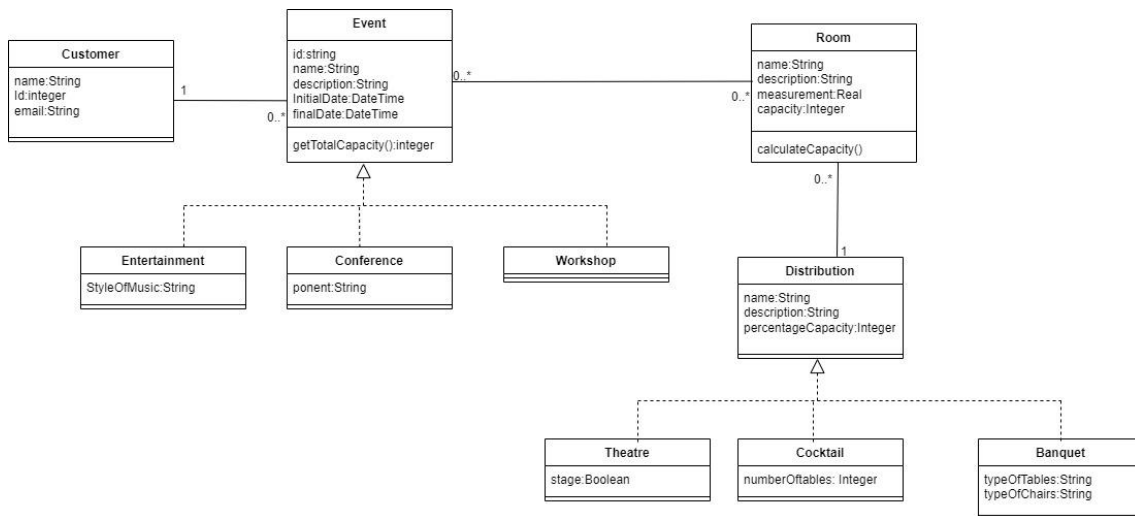 Customer
name:String
Id:integer
email:String
1
0..*
Event
id:string
name:String
description:String
InitialDate:DateTime
finalDate:DateTime
getTotalCapacity():integer
0..*
0..*
Room
name:String
description:String
measurement:Real
capacity:Integer
calculateCapacity()
0..*
1
Entertainment
StyleOfMusic:String
Conference
ponent:String
Workshop
Distribution
name:String
description:String
percentageCapacity:Integer
Theatre
stage:Boolean
Cocktail
numberOftables: Integer
Banquet
typeOfTables:String
typeOfChairs:String